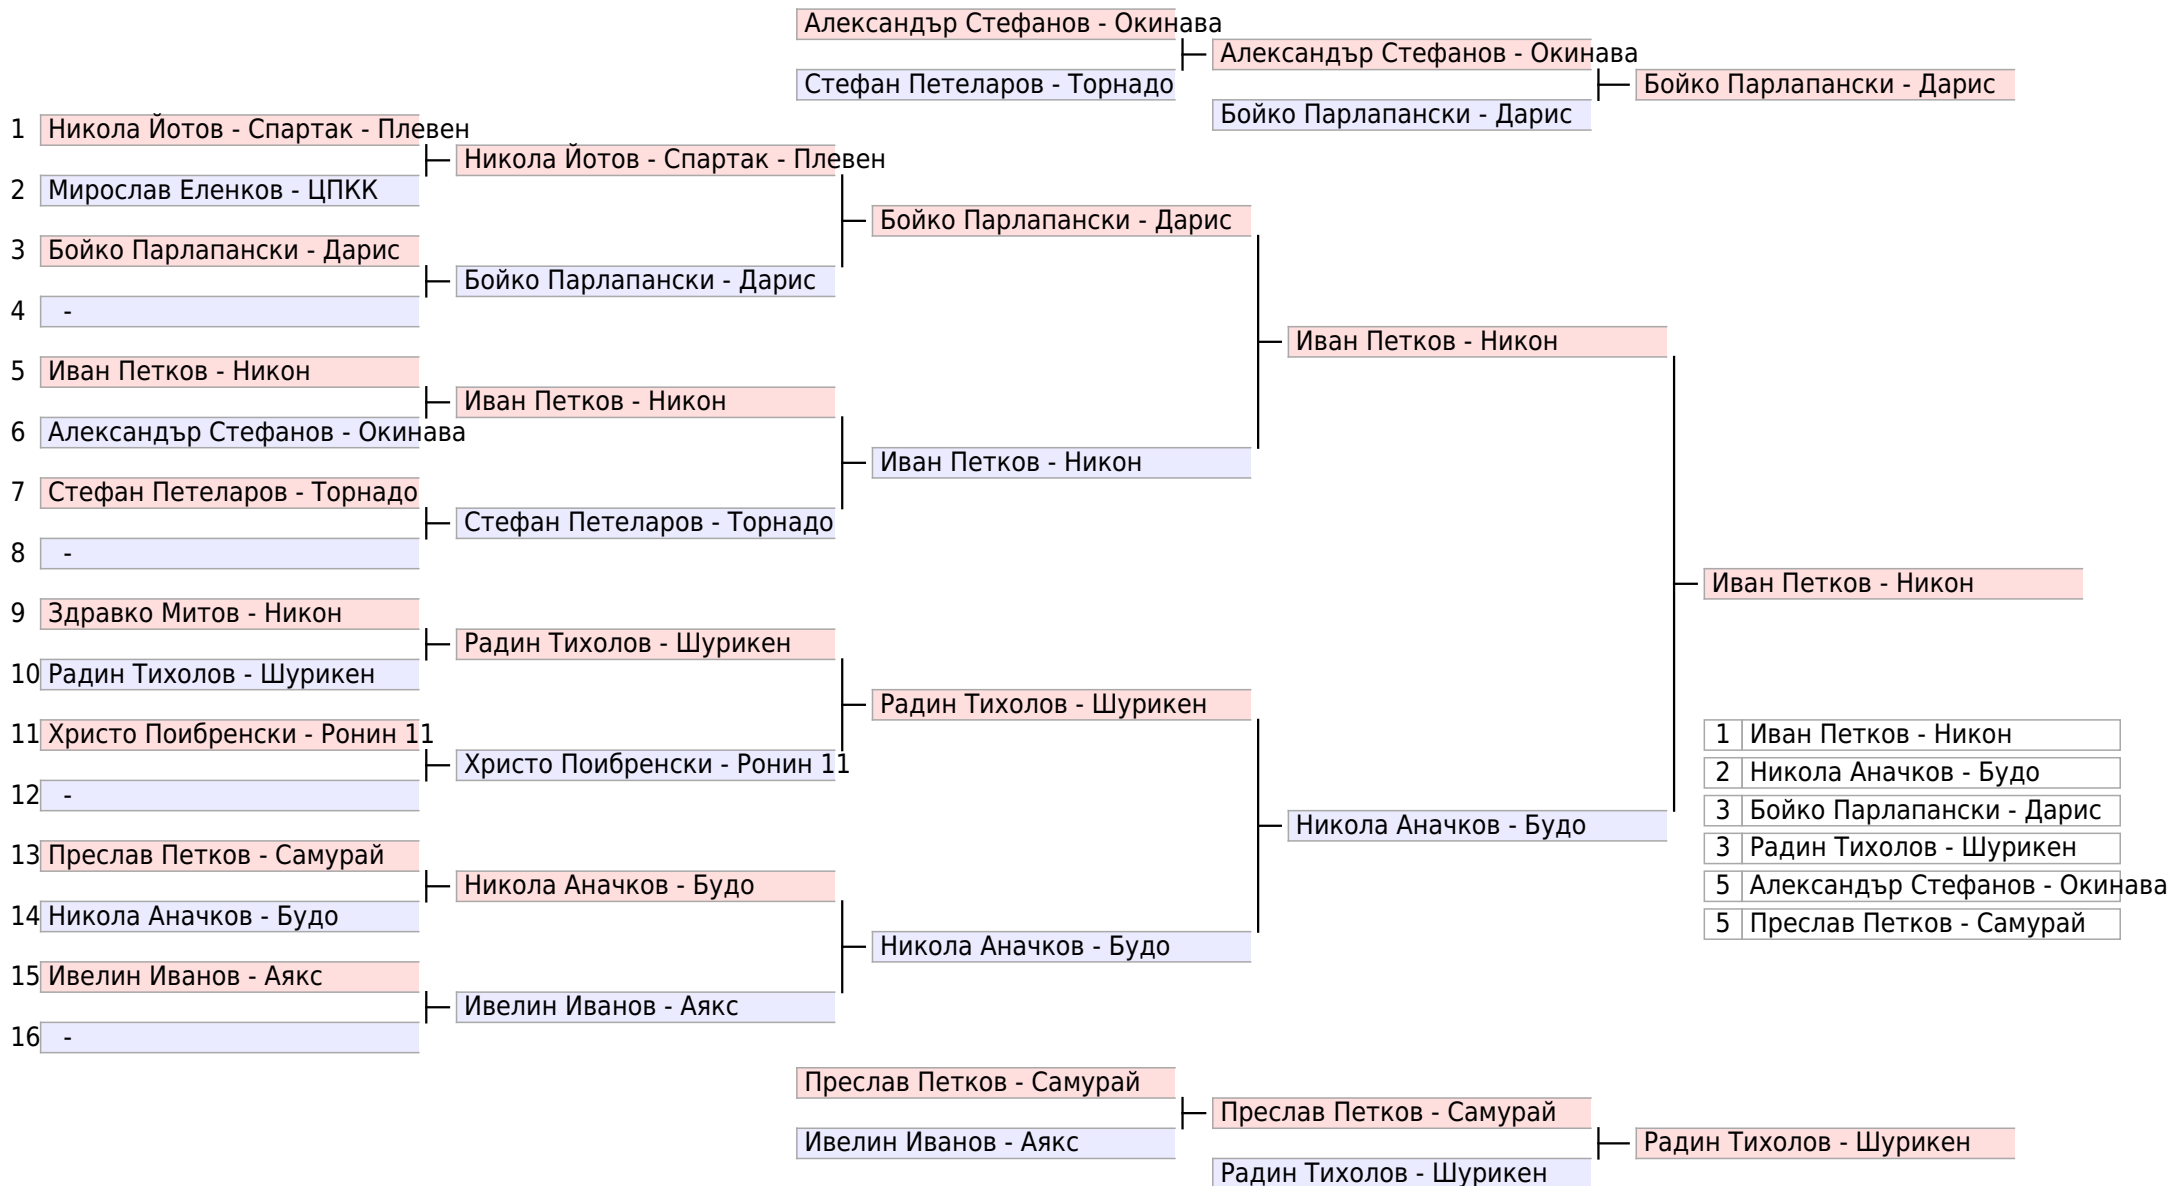 Александър Стефанов - Окинава
Александър Стефанов - Окинава
Стефан Петеларов - Торнадо
Бойко Парлапански - Дарис
Бойко Парлапански - Дарис
1 Никола Йотов - Спартак - Плевен
Никола Йотов - Спартак - Плевен
2 Мирослав Еленков - ЦПКК
Бойко Парлапански - Дарис
3 Бойко Парлапански - Дарис
Бойко Парлапански - Дарис
4 -
Иван Петков - Никон
5 Иван Петков - Никон
Иван Петков - Никон
6 Александър Стефанов - Окинава
Иван Петков - Никон
7 Стефан Петеларов - Торнадо
Стефан Петеларов - Торнадо
8 -
Иван Петков - Никон
9 Здравко Митов - Никон
Радин Тихолов - Шурикен
10 Радин Тихолов - Шурикен
Радин Тихолов - Шурикен
11 Христо Поибренски - Ронин 11
Христо Поибренски - Ронин 11
12 -
1 Иван Петков - Никон
2 Никола Аначков - Будо
3 Бойко Парлапански - Дарис
3 Радин Тихолов - Шурикен
5 Александър Стефанов - Окинава
5 Преслав Петков - Самурай
Никола Аначков - Будо
13 Преслав Петков - Самурай
Никола Аначков - Будо
14 Никола Аначков - Будо
Никола Аначков - Будо
15 Ивелин Иванов - Аякс
Ивелин Иванов - Аякс
16 -
Преслав Петков - Самурай
Преслав Петков - Самурай
Ивелин Иванов - Аякс
Радин Тихолов - Шурикен
Радин Тихолов - Шурикен